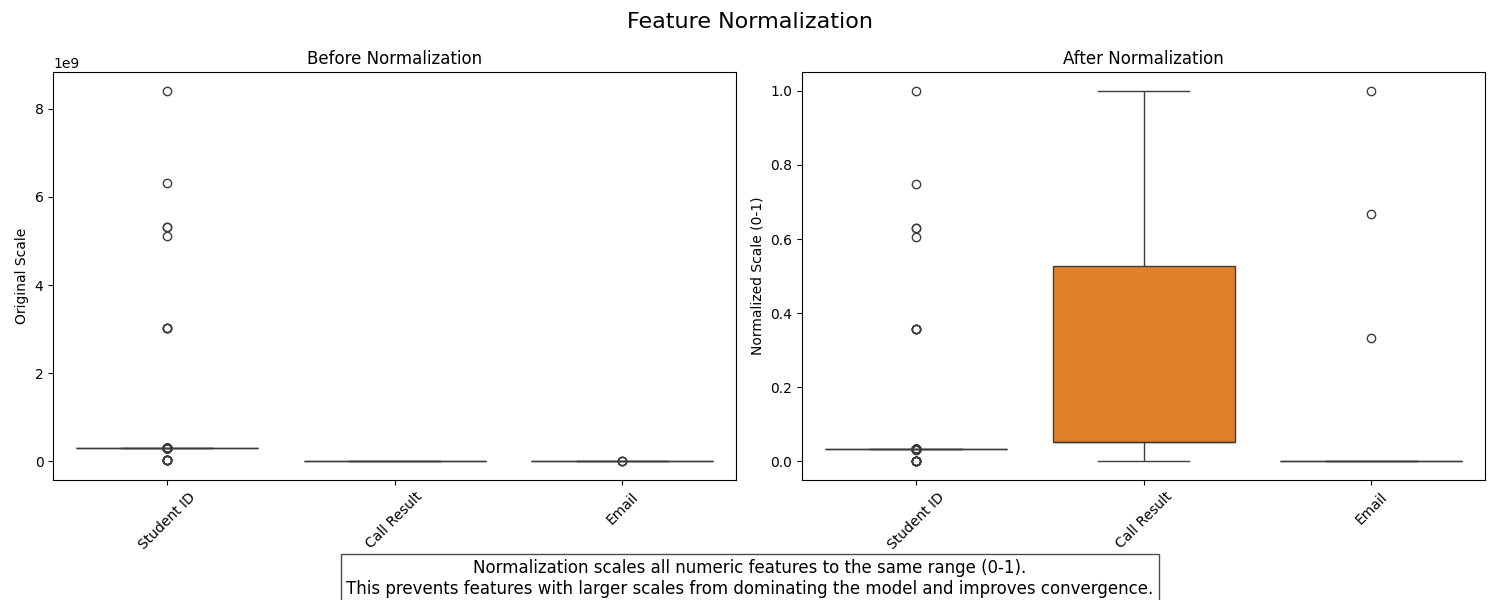 Feature Normalization
Before Normalization
1e9
8
6
4
2
0
Original Scale
Student ID
Call Result
Email
After Normalization
1.0
0.8
0.6
0.4
0.2
0.0
Normalized Scale (0-1)
Student ID
Call Result
Email
Normalization scales all numeric features to the same range (0-1).
This prevents features with larger scales from dominating the model and improves convergence.